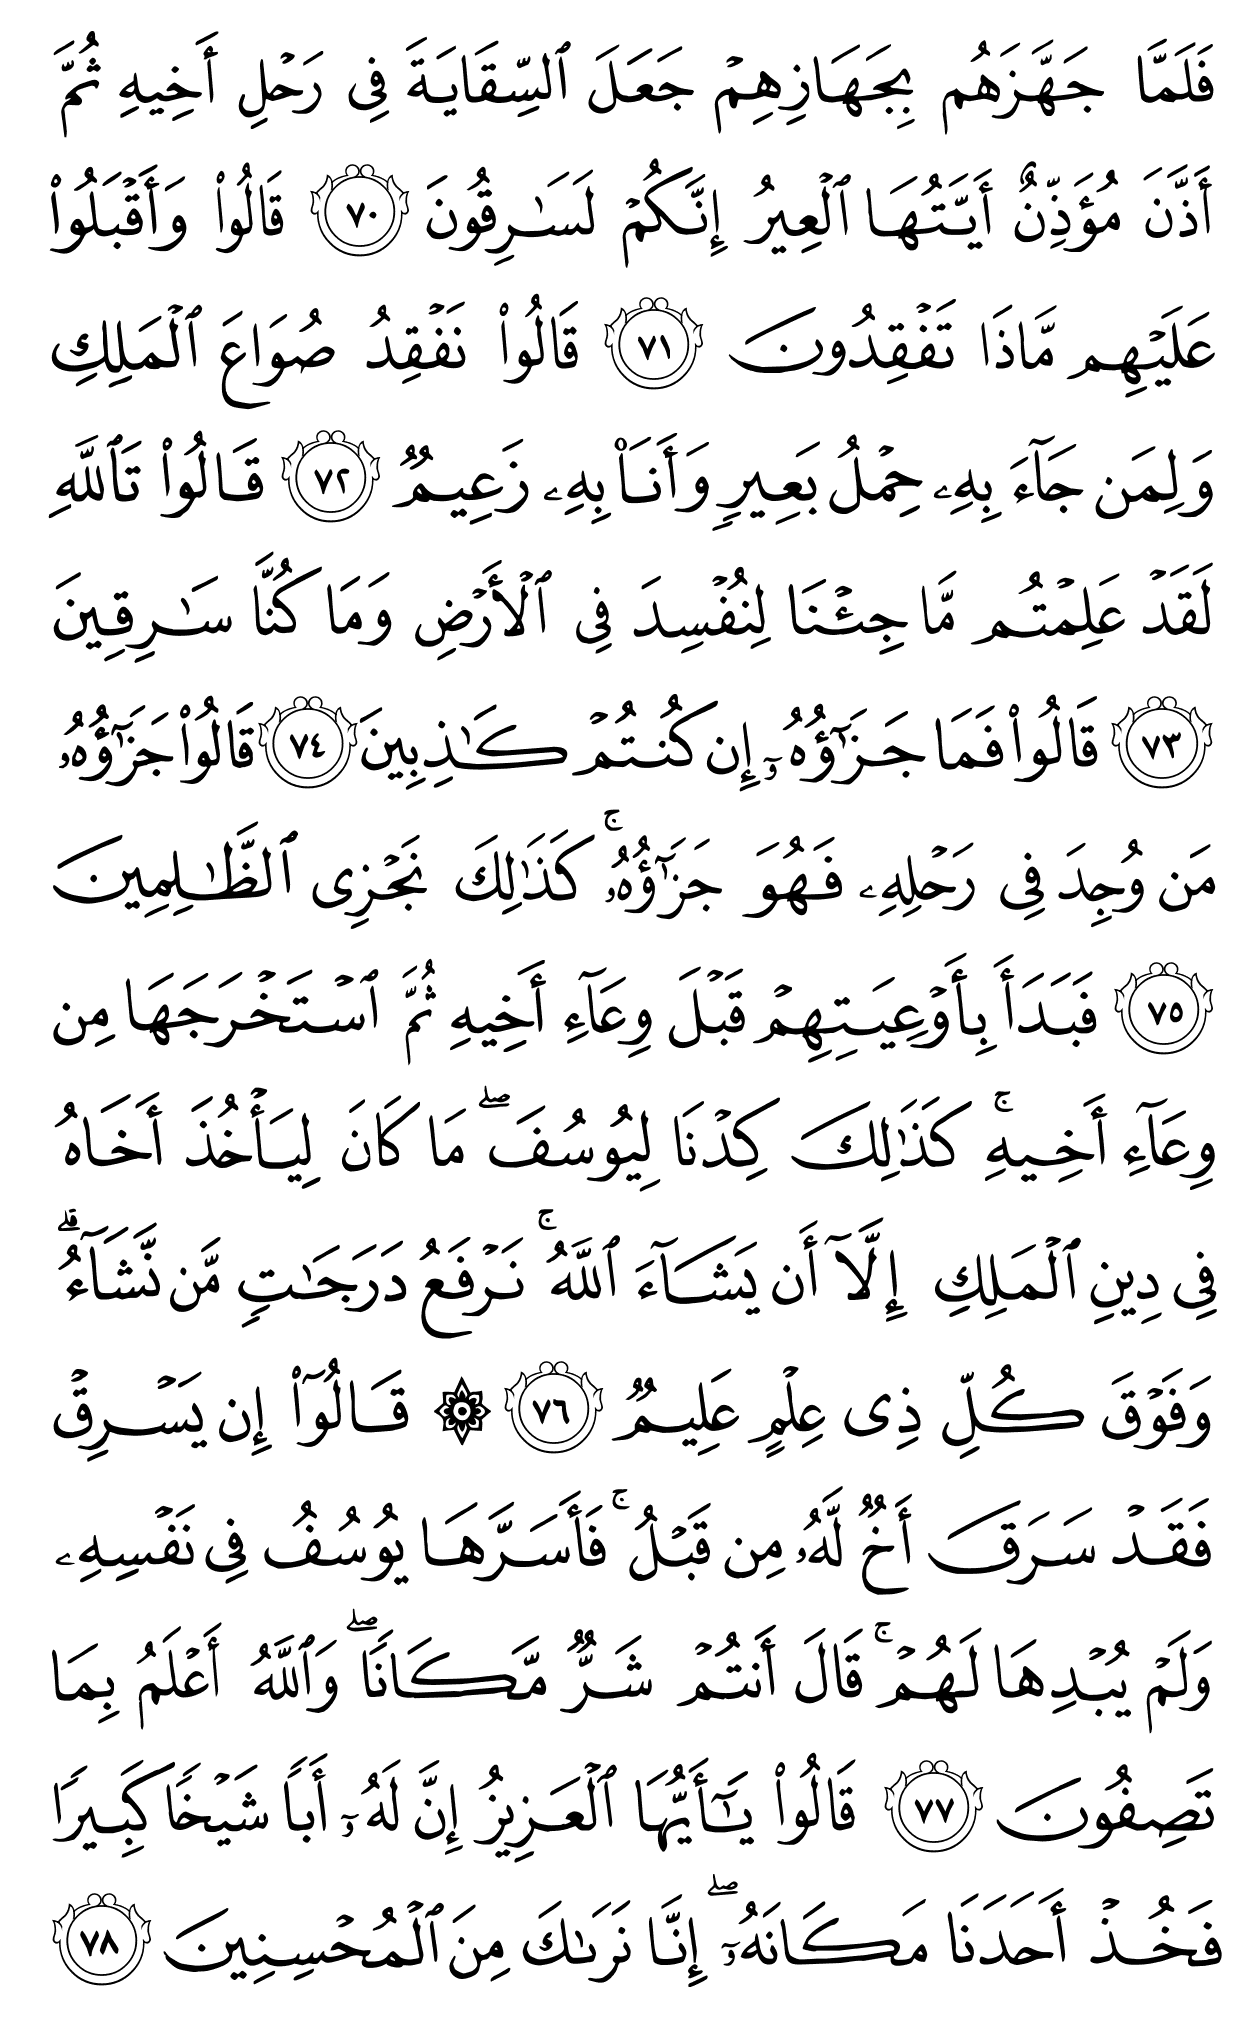 فَلَمَّا جَهَّزَهُم بِجَهَازِهِمْ جَعَلَ ٱلسِّقَايَةَ فِى رَحْلِ أَخِيهِ ثُمَّ
أَذَّنَ مُؤَذِّنٌ أَيَّتُهَا ٱلْعِيرُ إِنَّكُمْ لَسَـٰرِقُونَ ٧٠ قَالُوا۟ وَأَقْبَلُوا۟
عَلَيْهِم مَّاذَا تَفْقِدُونَ ٧١ قَالُوا۟ نَفْقِدُ صُوَاعَ ٱلْمَلِكِ
وَلِمَن جَآءَ بِهِۦ حِمْلُ بَعِيرٍ وَأَنَا۠ بِهِۦ زَعِيمٌ ٧٢ قَالُوا۟ تَٱللَّهِ
لَقَدْ عَلِمْتُم مَّا جِئْنَا لِنُفْسِدَ فِى ٱلْأَرْضِ وَمَا كُنَّا سَـٰرِقِينَ
٧٣ قَالُوا۟ فَمَا جَزَٰٓؤُهُۥٓ إِن كُنتُمْ كَـٰذِبِينَ ٧٤ قَالُوا۟ جَزَٰٓؤُهُۥ
مَن وُجِدَ فِى رَحْلِهِۦ فَهُوَ جَزَٰٓؤُهُۥ ۚ كَذَٰلِكَ نَجْزِى ٱلظَّـٰلِمِينَ
٧٥ فَبَدَأَ بِأَوْعِيَتِهِمْ قَبْلَ وِعَآءِ أَخِيهِ ثُمَّ ٱسْتَخْرَجَهَا مِن
وِعَآءِ أَخِيهِ ۚ كَذَٰلِكَ كِدْنَا لِيُوسُفَ ۖ مَا كَانَ لِيَأْخُذَ أَخَاهُ
فِى دِينِ ٱلْمَلِكِ إِلَّآ أَن يَشَآءَ ٱللَّهُ ۚ نَرْفَعُ دَرَجَـٰتٍ مَّن نَّشَآءُ ۗ
وَفَوْقَ كُلِّ ذِى عِلْمٍ عَلِيمٌ ٧٦ ۞ قَالُوٓا۟ إِن يَسْرِقْ
فَقَدْ سَرَقَ أَخٌ لَّهُۥ مِن قَبْلُ ۚ فَأَسَرَّهَا يُوسُفُ فِى نَفْسِهِۦ
وَلَمْ يُبْدِهَا لَهُمْ ۚ قَالَ أَنتُمْ شَرٌّ مَّكَانًا ۖ وَٱللَّهُ أَعْلَمُ بِمَا
تَصِفُونَ ٧٧ قَالُوا۟ يَـٰٓأَيُّهَا ٱلْعَزِيزُ إِنَّ لَهُۥٓ أَبًا شَيْخًا كَبِيرًا
فَخُذْ أَحَدَنَا مَكَانَهُۥٓ ۖ إِنَّا نَرَىٰكَ مِنَ ٱلْمُحْسِنِينَ ٧٨